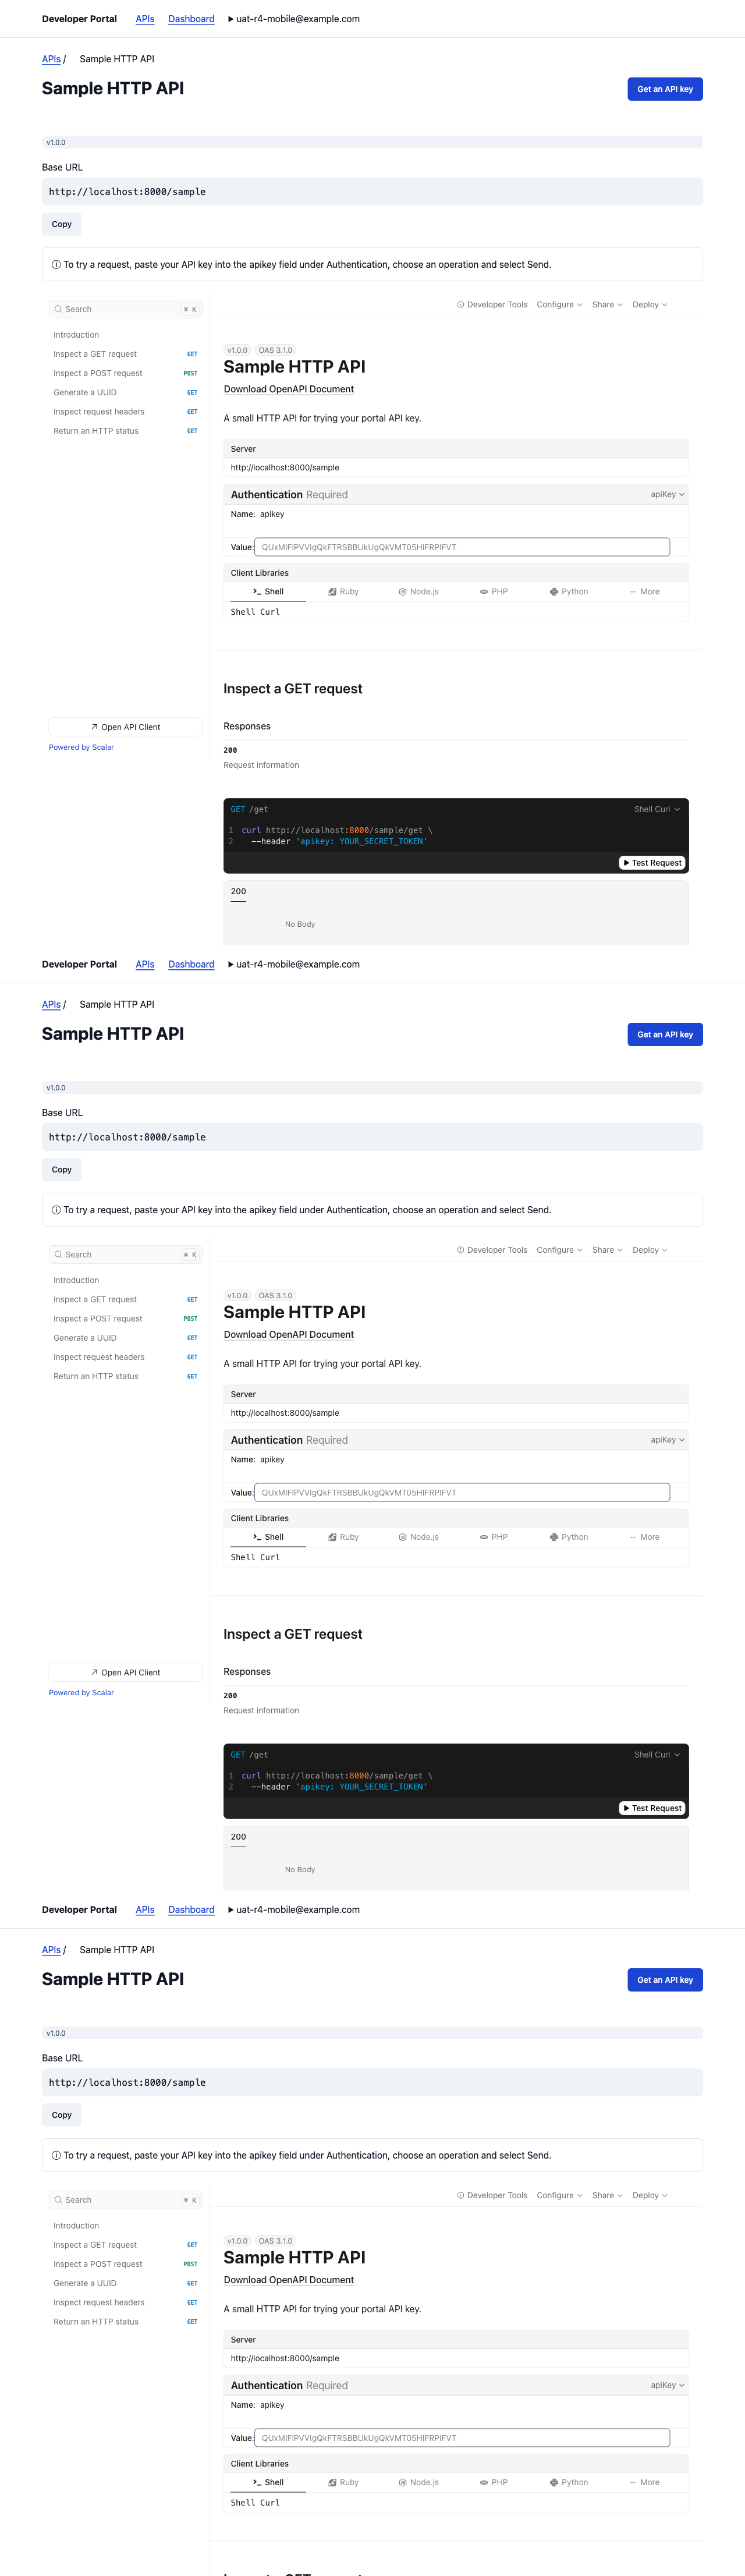 Developer Portal APIs Dashboard ▶ uat-r4-mobile@example.com
APIs / Sample HTTP API
Sample HTTP API
Get an API key
v1.0.0
Base URL
http://localhost:8000/sample
Copy
ⓘ To try a request, paste your API key into the apikey field under Authentication, choose an operation and select Send.
Search ⌘ K
Developer Tools Configure Share Deploy
Introduction
Inspect a GET request GET
Inspect a POST request POST
Generate a UUID GET
Inspect request headers GET
Return an HTTP status GET
v1.0.0 OAS 3.1.0
Sample HTTP API
Download OpenAPI Document
A small HTTP API for trying your portal API key.
Server
http://localhost:8000/sample
Authentication Required apiKey
Name: apikey
Value:
Client Libraries
Shell Ruby Node.js PHP Python More
Shell Curl
Inspect a GET request
Responses
200
Request information
Open API Client
Powered by Scalar
GET /get Shell Curl
1 curl http://localhost:8000/sample/get \
2 --header 'apikey: YOUR_SECRET_TOKEN'
▶ Test Request
200
No Body
Developer Portal APIs Dashboard ▶ uat-r4-mobile@example.com
APIs / Sample HTTP API
Sample HTTP API
Get an API key
v1.0.0
Base URL
http://localhost:8000/sample
Copy
ⓘ To try a request, paste your API key into the apikey field under Authentication, choose an operation and select Send.
Search ⌘ K
Developer Tools Configure Share Deploy
Introduction
Inspect a GET request GET
Inspect a POST request POST
Generate a UUID GET
Inspect request headers GET
Return an HTTP status GET
v1.0.0 OAS 3.1.0
Sample HTTP API
Download OpenAPI Document
A small HTTP API for trying your portal API key.
Server
http://localhost:8000/sample
Authentication Required apiKey
Name: apikey
Value:
Client Libraries
Shell Ruby Node.js PHP Python More
Shell Curl
Inspect a GET request
Responses
200
Request information
Open API Client
Powered by Scalar
GET /get Shell Curl
1 curl http://localhost:8000/sample/get \
2 --header 'apikey: YOUR_SECRET_TOKEN'
▶ Test Request
200
No Body
Developer Portal APIs Dashboard ▶ uat-r4-mobile@example.com
APIs / Sample HTTP API
Sample HTTP API
Get an API key
v1.0.0
Base URL
http://localhost:8000/sample
Copy
ⓘ To try a request, paste your API key into the apikey field under Authentication, choose an operation and select Send.
Search ⌘ K
Developer Tools Configure Share Deploy
Introduction
Inspect a GET request GET
Inspect a POST request POST
Generate a UUID GET
Inspect request headers GET
Return an HTTP status GET
v1.0.0 OAS 3.1.0
Sample HTTP API
Download OpenAPI Document
A small HTTP API for trying your portal API key.
Server
http://localhost:8000/sample
Authentication Required apiKey
Name: apikey
Value:
Client Libraries
Shell Ruby Node.js PHP Python More
Shell Curl